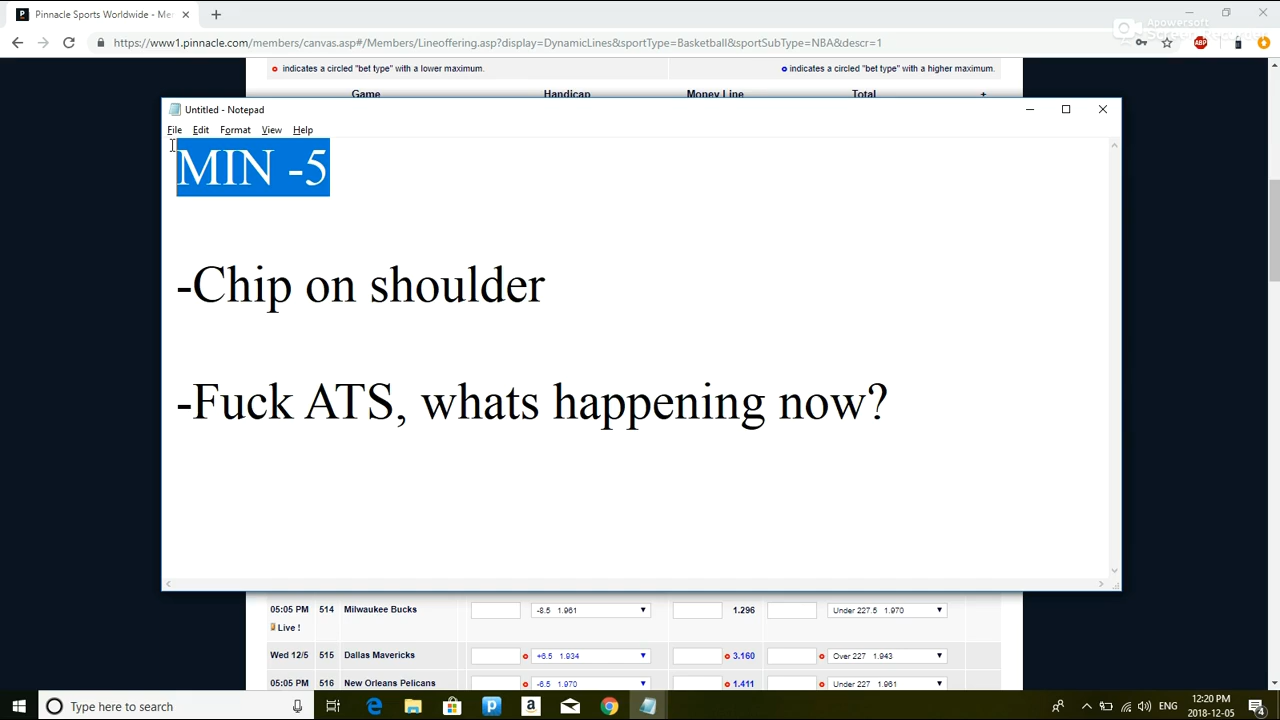 Pinnacle Sports Worldwide - Me
https://www1.pinnacle.com/members/canvas.asp#/Members/Lineoffering.asp|display=DynamicLines&sportType=Basketball&sportSubType=NBA&descr=1
Apowersoft
Screen Recorder
ABP
indicates a circled "bet type" with a lower maximum. indicates a circled "bet type" with a higher maximum.
Game Handicap Money Line Total +
Untitled - Notepad
File Edit Format View Help
MIN -5
-Chip on shoulder
-Fuck ATS, whats happening now?
05:05 PM 514 Milwaukee Bucks -8.5 1.961 1.296 Under 227.5 1.970
Live !
Wed 12/5 515 Dallas Mavericks +6.5 1.934 3.160 Over 227 1.943
05:05 PM 516 New Orleans Pelicans -6.5 1.970 1.411 Under 227 1.961
Type here to search
ENG
12:20 PM
2018-12-05
4